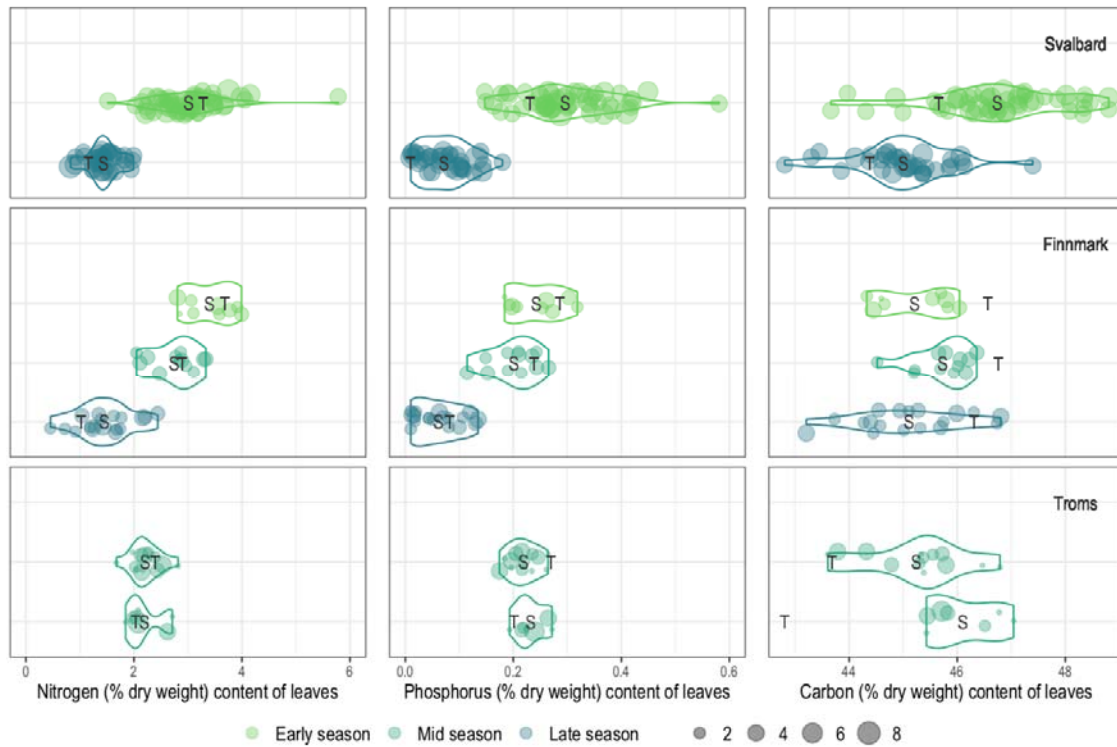 Svalbard
S T
T S
T S
S T
T S
T S
Finnmark
S T
S T
S T
ST
S T
S T
T S
ST
S T
Troms
ST
S T
T S
TS
T S
T S
0 2 4 6
0.0 0.2 0.4 0.6
44 46 48
Nitrogen (% dry weight) content of leaves
Phosphorus (% dry weight) content of leaves
Carbon (% dry weight) content of leaves
Early season Mid season Late season 2 4 6 8